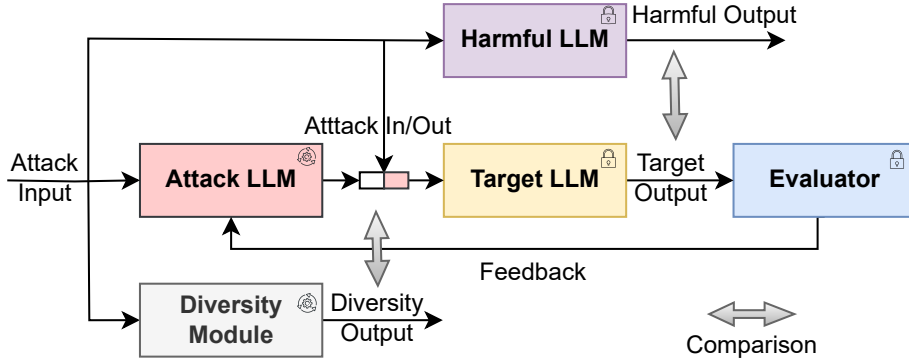 Harmful LLM
Harmful Output
Atttack In/Out
Attack
Input
Attack LLM
Target LLM
Target
Output
Evaluator
Feedback
Diversity
Module
Diversity
Output
Comparison